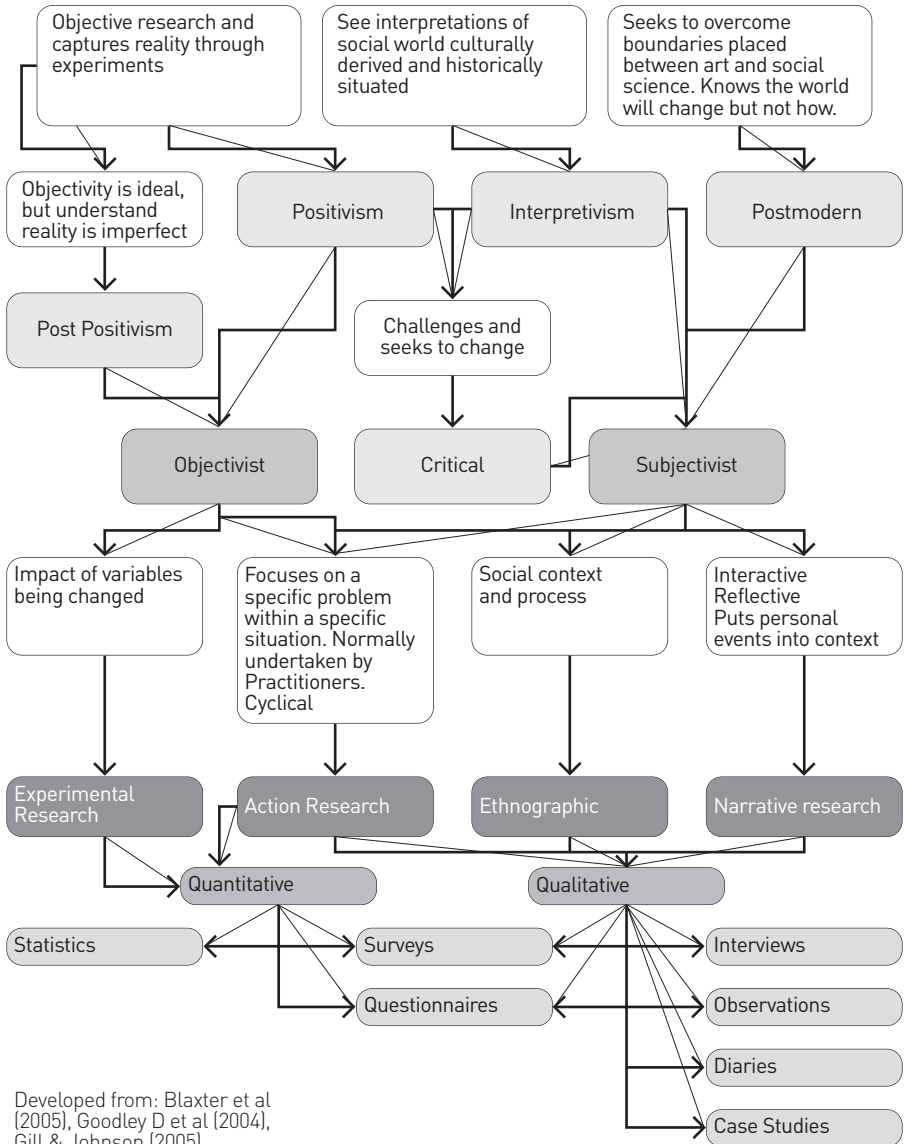 Objective research and
captures reality through
experiments
See interpretations of
social world culturally
derived and historically
situated
Seeks to overcome
boundaries placed
between art and social
science. Knows the world
will change but not how.
Objectivity is ideal,
but understand
reality is imperfect
Positivism
Interpretivism
Postmodern
Post Positivism
Challenges and
seeks to change
Objectivist
Critical
Subjectivist
Impact of variables
being changed
Focuses on a
specific problem
within a specific
situation. Normally
undertaken by
Practitioners.
Cyclical
Social context
and process
Interactive
Reflective
Puts personal
events into context
Experimental
Research
Action Research
Ethnographic
Narrative research
Quantitative
Qualitative
Statistics
Surveys
Interviews
Questionnaires
Observations
Diaries
Case Studies
Developed from: Blaxter et al
(2005), Goodley D et al (2004),
Gill & Johnson (2005)